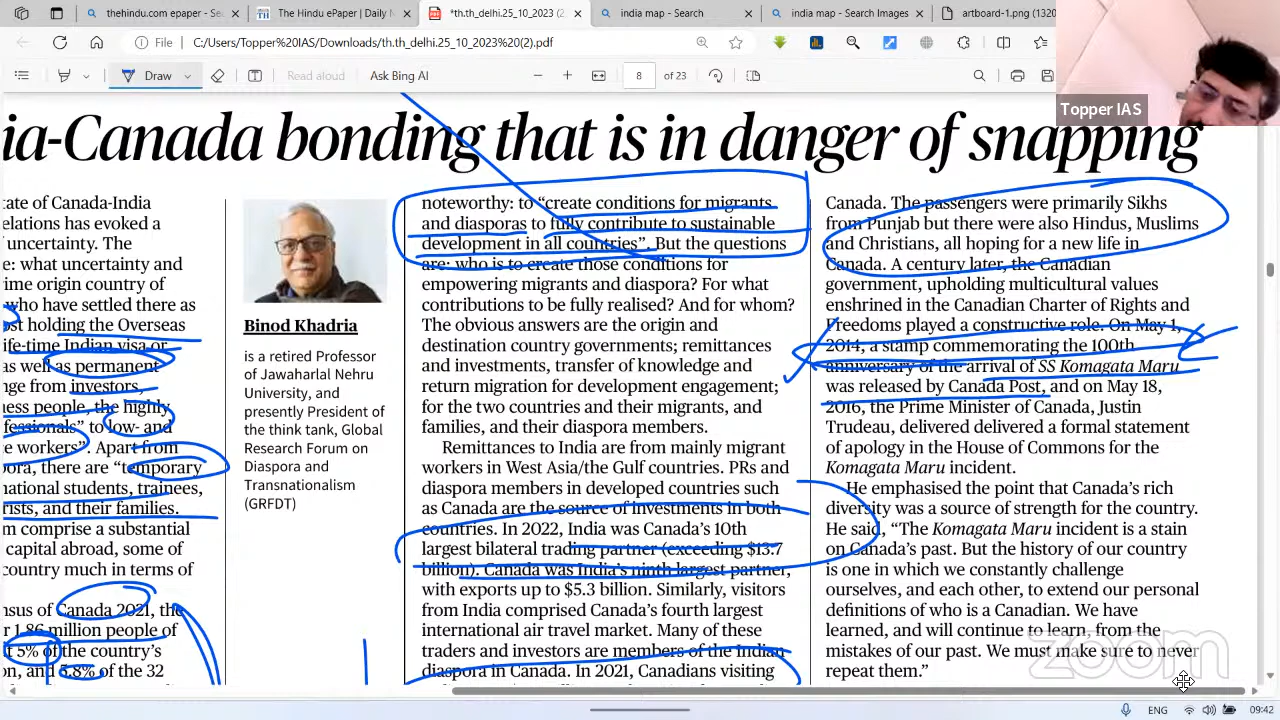 thehindu.com epaper - Search
The Hindu ePaper | Daily
*th.th_delhi.25_10_2023 (2).pdf
india map - Search
india map - Search Images
artboard-1.png (1320
File
C:/Users/Topper%20IAS/Downloads/th.th_delhi.25_10_2023%20(2).pdf
Draw
Read aloud
Ask Bing AI
8 of 23
Topper IAS
ia-Canada bonding that is in danger of snapping
tate of Canada-India
elations has evoked a
uncertainty. The
e: what uncertainty and
time origin country of
who have settled there as
ost holding the Overseas
ife-time Indian visa or
as well as permanent
nge from investors,
ness people, the highly
fessionals” to low- and
e workers”. Apart from
pora, there are “temporary
national students, trainees,
rists, and their families.
m comprise a substantial
capital abroad, some of
country much in terms of
nsus of Canada 2021, the
r 1.86 million people of
t 5% of the country’s
on, and 5.8% of the 32
Binod Khadria
is a retired Professor
of Jawaharlal Nehru
University, and
presently President of
the think tank, Global
Research Forum on
Diaspora and
Transnationalism
(GRFDT)
noteworthy: to “create conditions for migrants
and diasporas to fully contribute to sustainable
development in all countries”. But the questions
are: who is to create those conditions for
empowering migrants and diaspora? For what
contributions to be fully realised? And for whom?
The obvious answers are the origin and
destination country governments; remittances
and investments, transfer of knowledge and
return migration for development engagement;
for the two countries and their migrants, and
families, and their diaspora members.
Remittances to India are from mainly migrant
workers in West Asia/the Gulf countries. PRs and
diaspora members in developed countries such
as Canada are the source of investments in both
countries. In 2022, India was Canada’s 10th
largest bilateral trading partner (exceeding $13.7
billion). Canada was India’s ninth largest partner,
with exports up to $5.3 billion. Similarly, visitors
from India comprised Canada’s fourth largest
international air travel market. Many of these
traders and investors are members of the Indian
diaspora in Canada. In 2021, Canadians visiting
Canada. The passengers were primarily Sikhs
from Punjab but there were also Hindus, Muslims
and Christians, all hoping for a new life in
Canada. A century later, the Canadian
government, upholding multicultural values
enshrined in the Canadian Charter of Rights and
Freedoms played a constructive role. On May 1,
2014, a stamp commemorating the 100th
anniversary of the arrival of SS Komagata Maru
was released by Canada Post, and on May 18,
2016, the Prime Minister of Canada, Justin
Trudeau, delivered delivered a formal statement
of apology in the House of Commons for the
Komagata Maru incident.
He emphasised the point that Canada’s rich
diversity was a source of strength for the country.
He said, “The Komagata Maru incident is a stain
on Canada’s past. But the history of our country
is one in which we constantly challenge
ourselves, and each other, to extend our personal
definitions of who is a Canadian. We have
learned, and will continue to learn, from the
mistakes of our past. We must make sure to never
repeat them.”
zoom
ENG
09:42